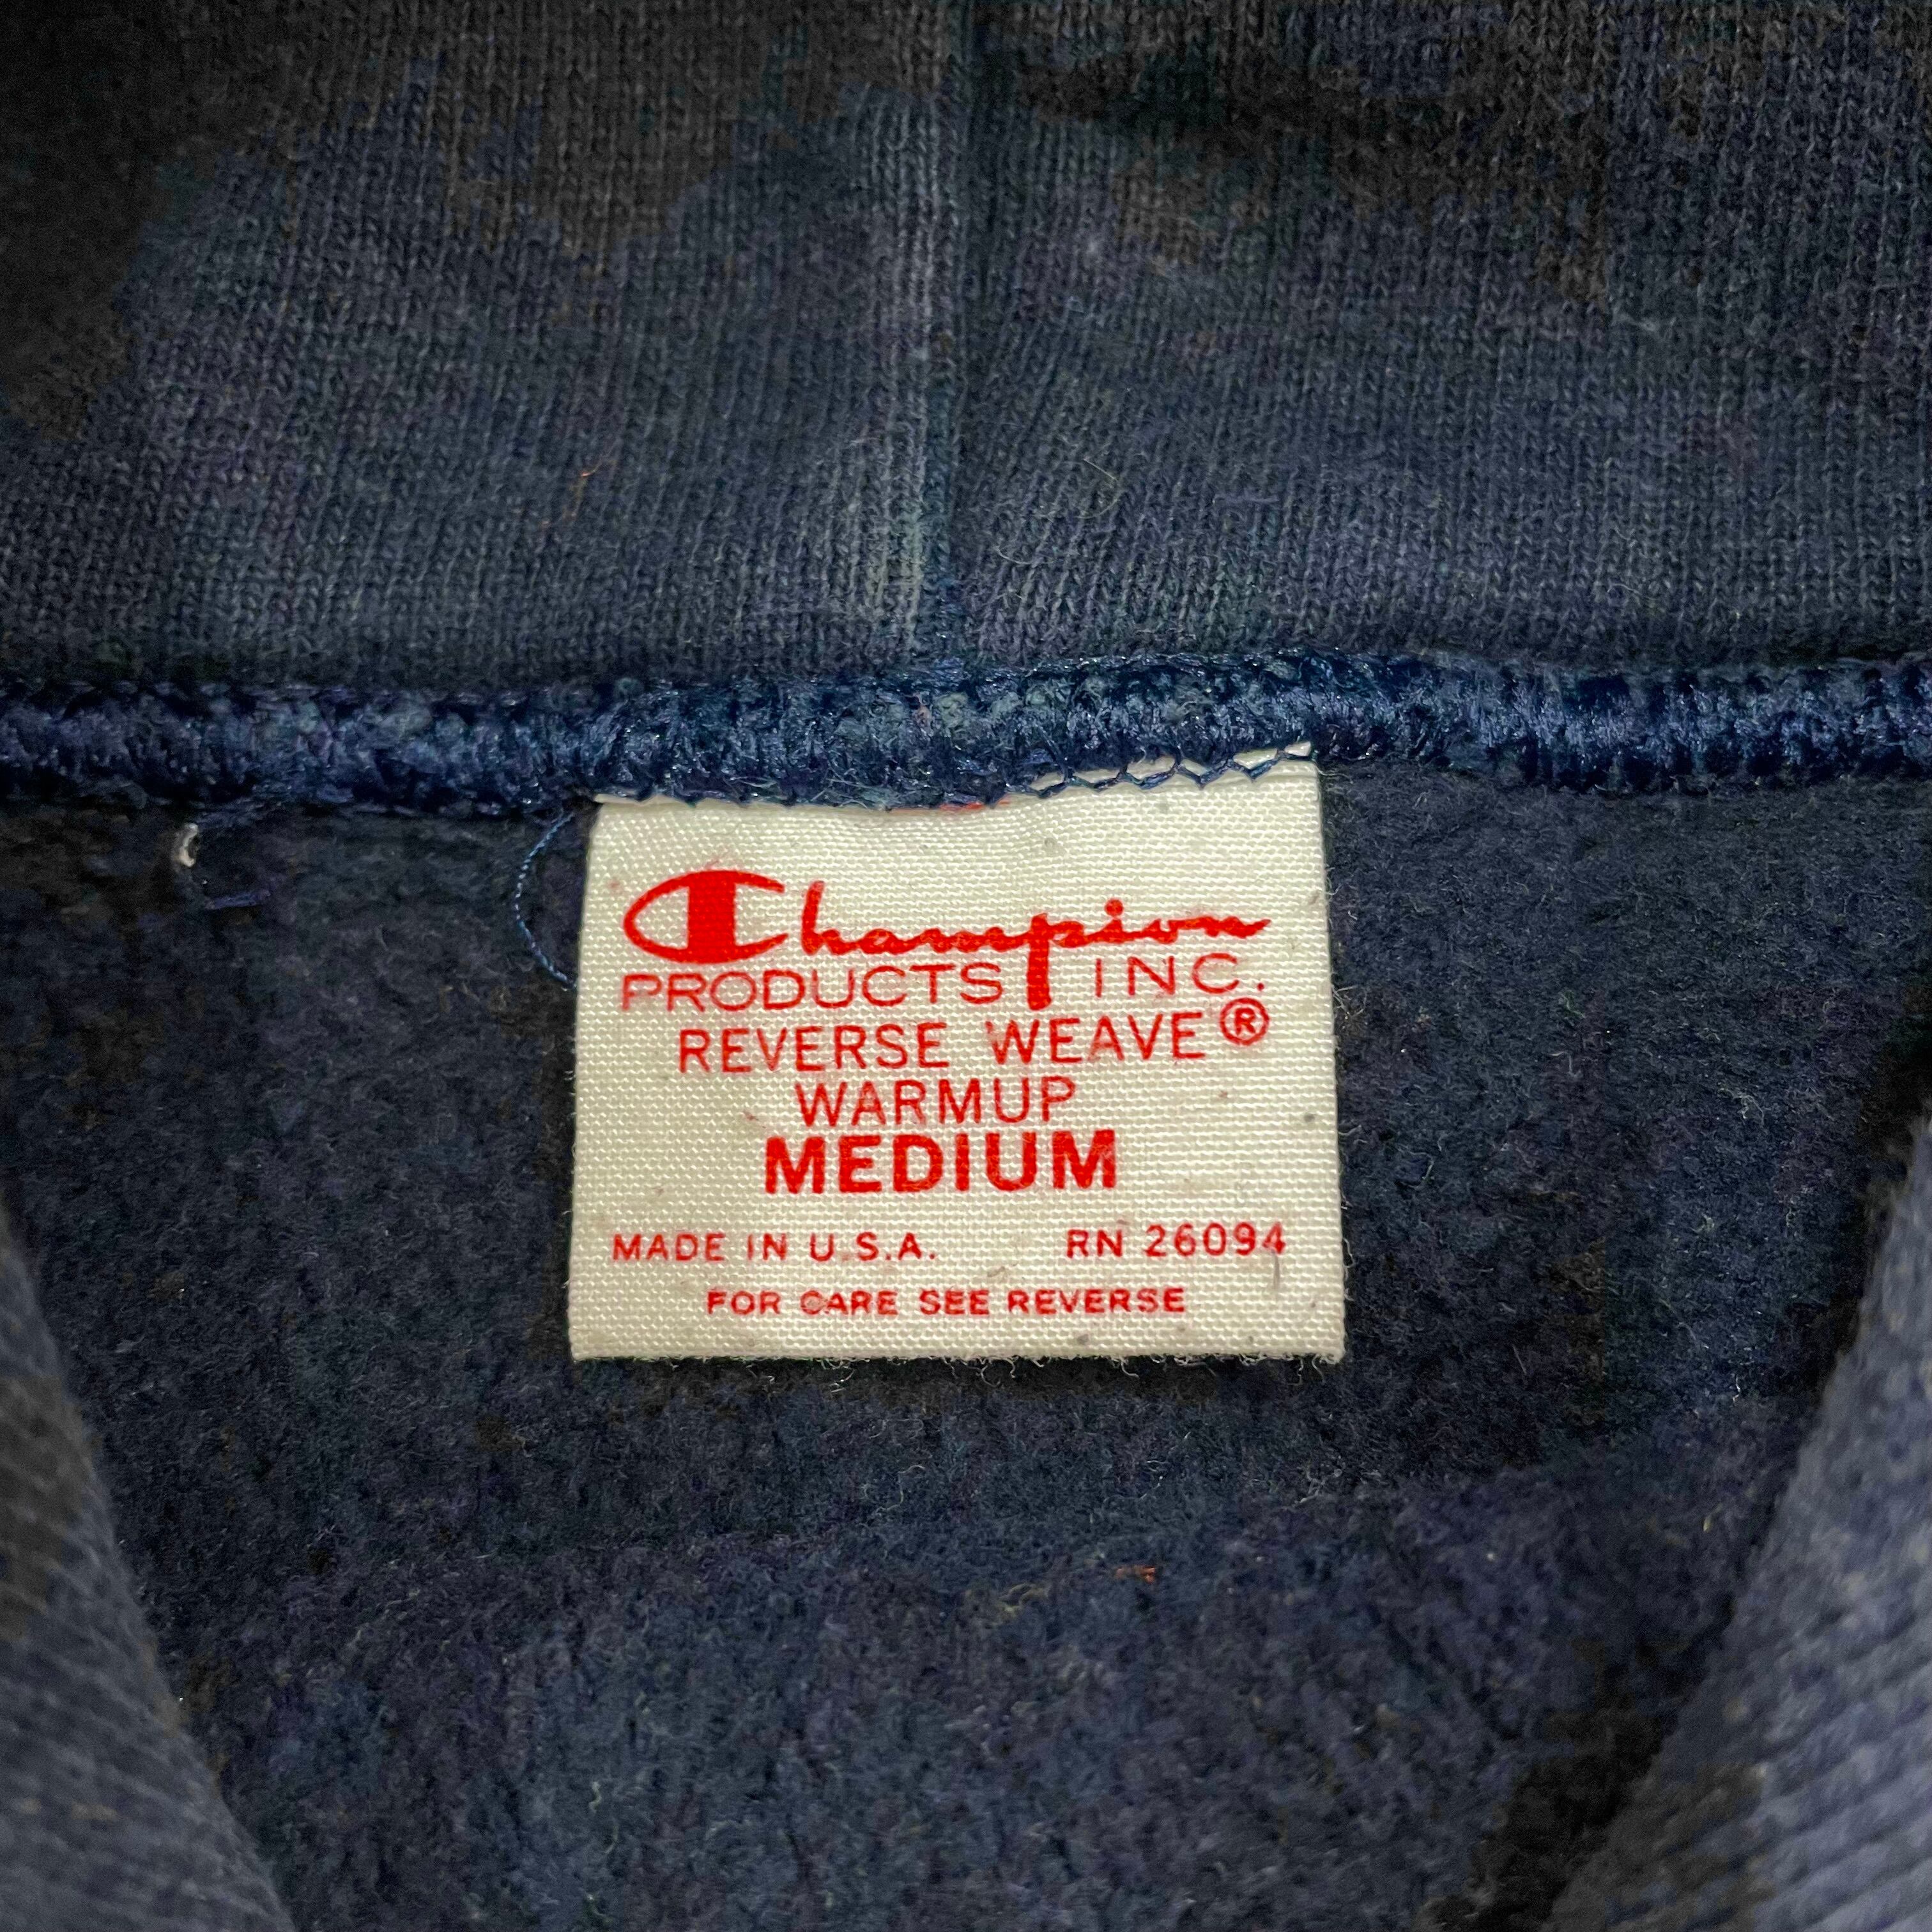 Champion
PRODUCTS INC.
REVERSE WEAVE®
WARMUP
MEDIUM
MADE IN U.S.A. RN 26094
FOR CARE SEE REVERSE